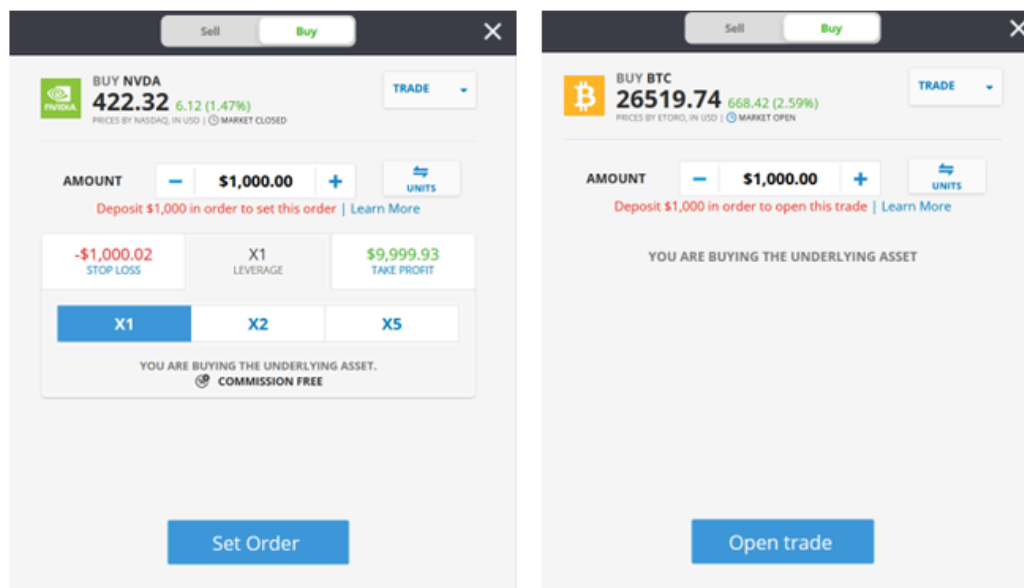 Sell Buy
BUY NVDA
422.32 6.12 (1.47%)
PRICES BY NASDAQ, IN USD | MARKET CLOSED
TRADE
NVIDIA
AMOUNT − $1,000.00 + UNITS
Deposit $1,000 in order to set this order | Learn More
-$1,000.02
STOP LOSS
X1
LEVERAGE
$9,999.93
TAKE PROFIT
X1 X2 X5
YOU ARE BUYING THE UNDERLYING ASSET.
COMMISSION FREE
Set Order
Sell Buy
BUY BTC
26519.74 668.42 (2.59%)
PRICES BY ETORO, IN USD | MARKET OPEN
TRADE
AMOUNT − $1,000.00 + UNITS
Deposit $1,000 in order to open this trade | Learn More
YOU ARE BUYING THE UNDERLYING ASSET
Open trade